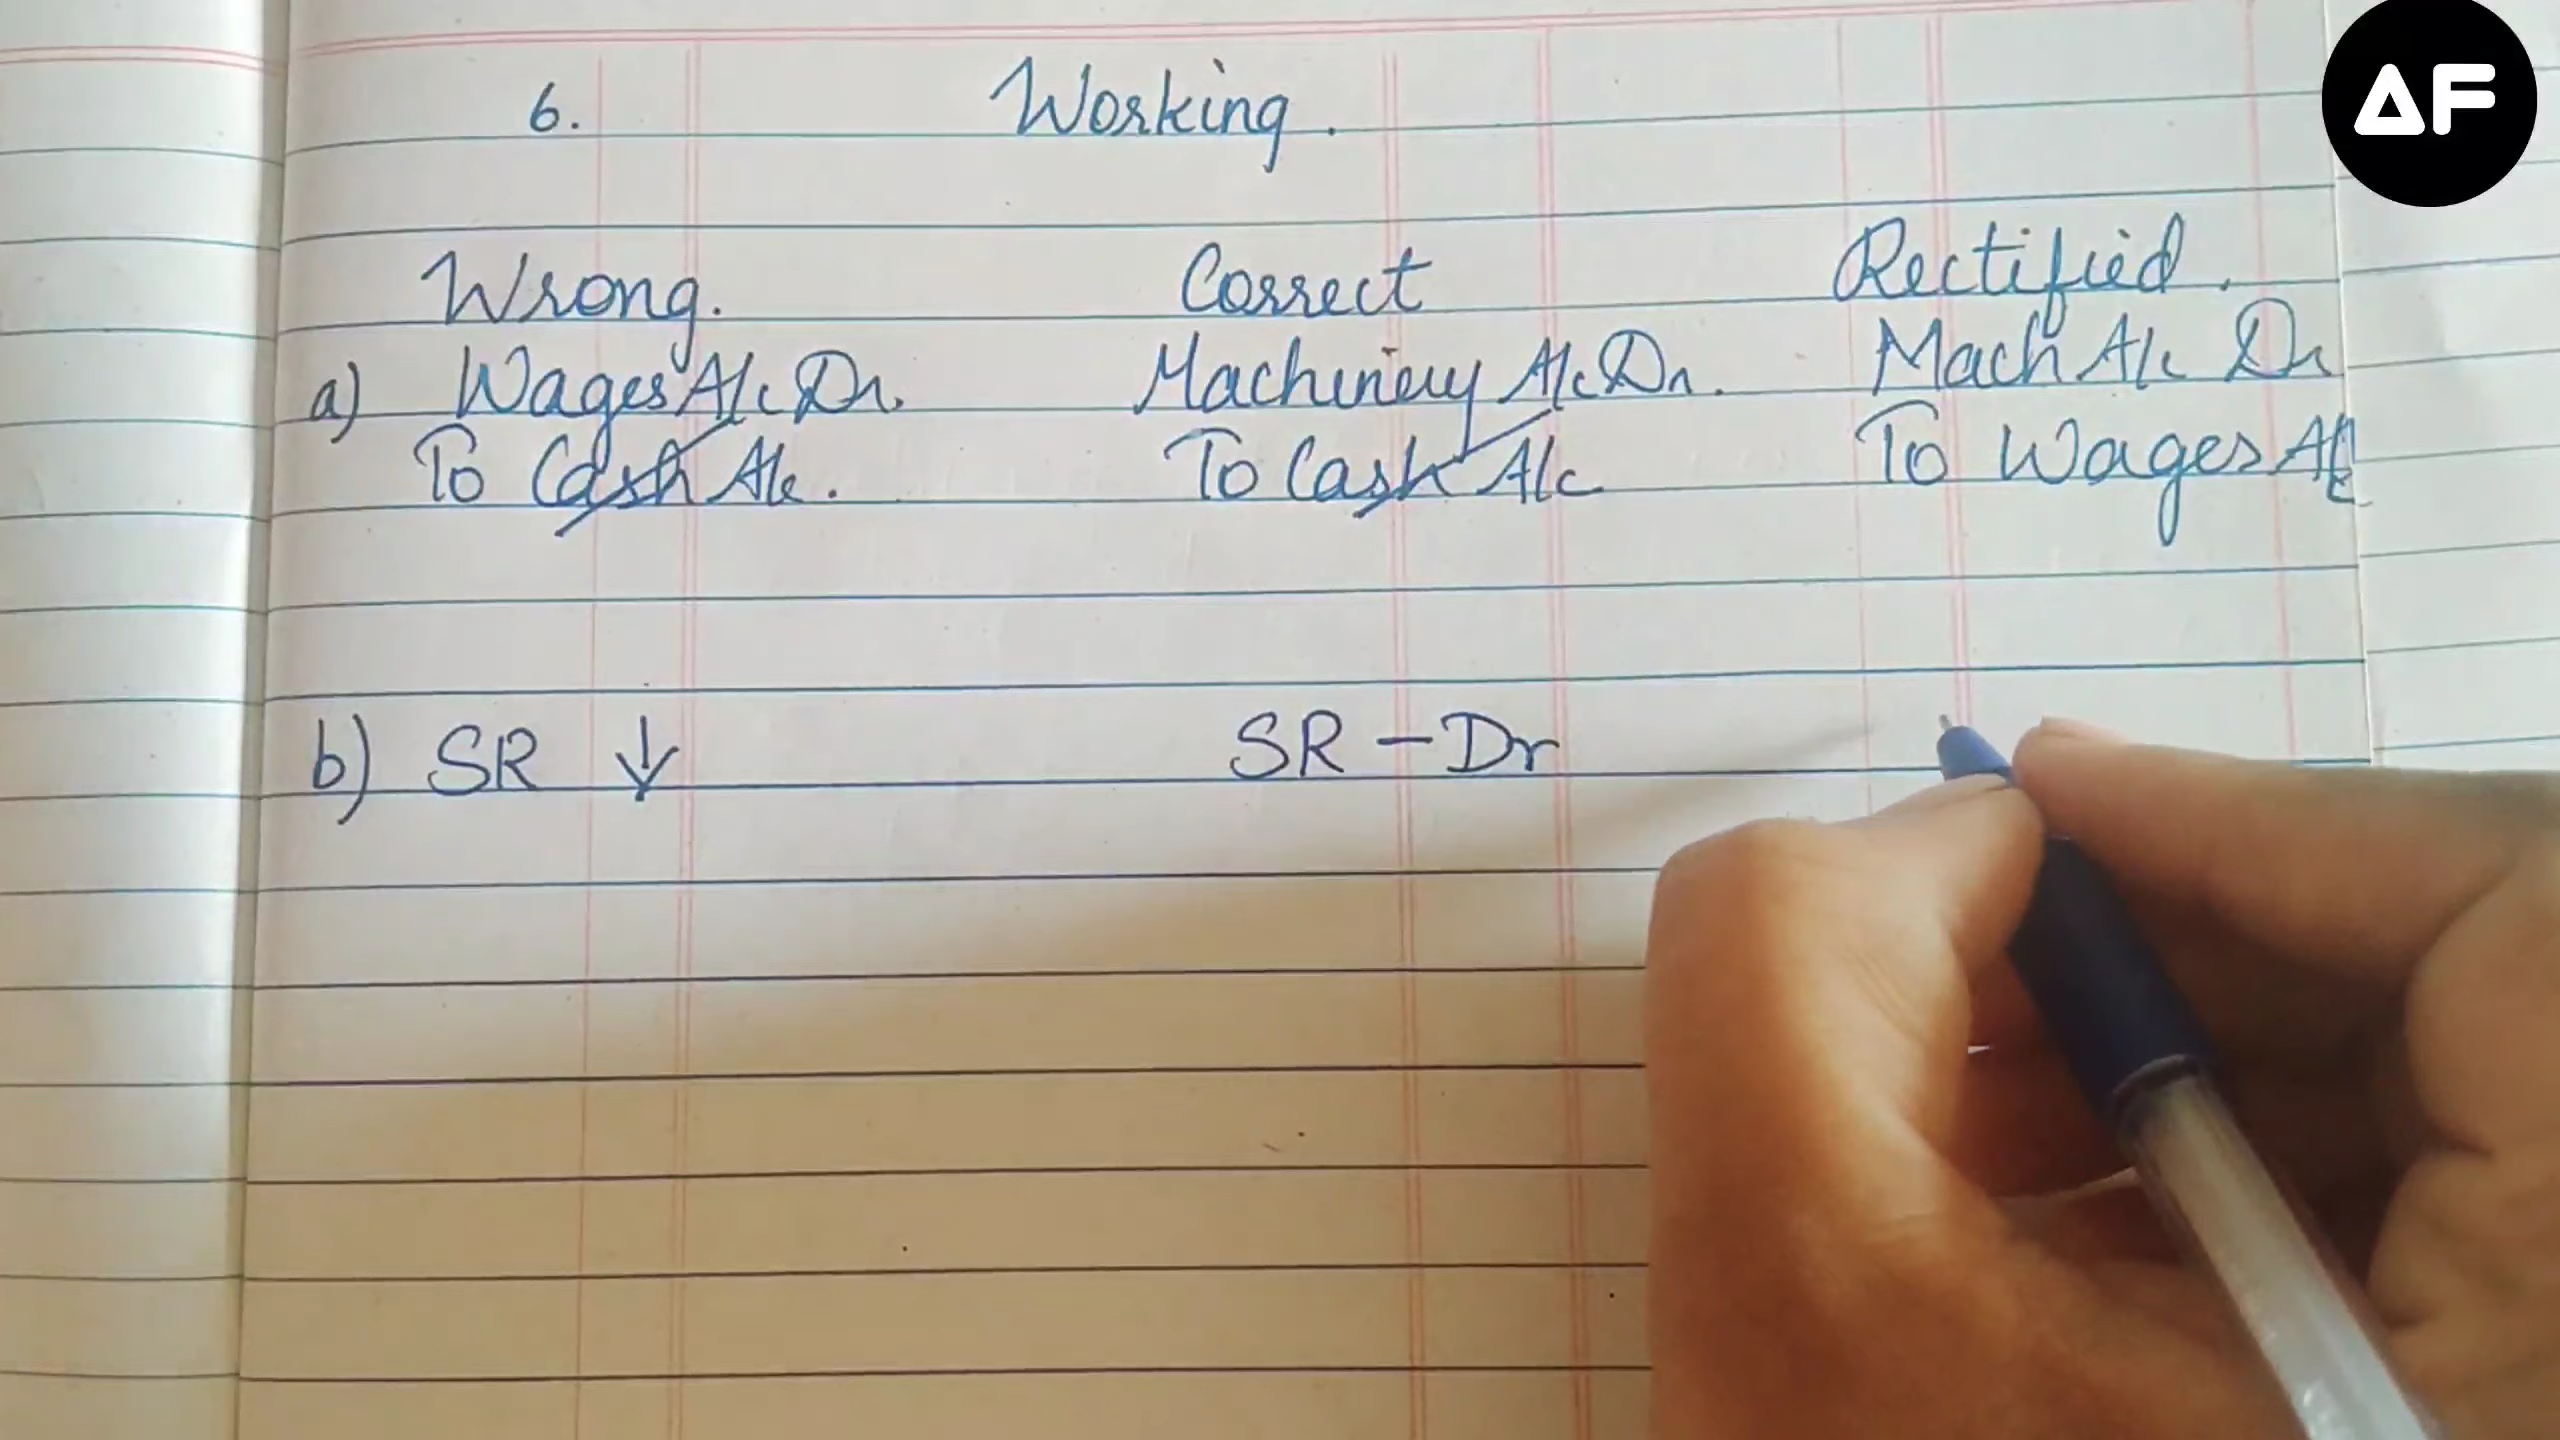 6. Working.
Wrong. Correct Rectified.
a) Wages A/c Dr. Machinery A/c Dr. Mach A/c Dr
To Cash A/c. To Cash A/c To Wages A/c
b) SR ↓ SR - Dr
AF